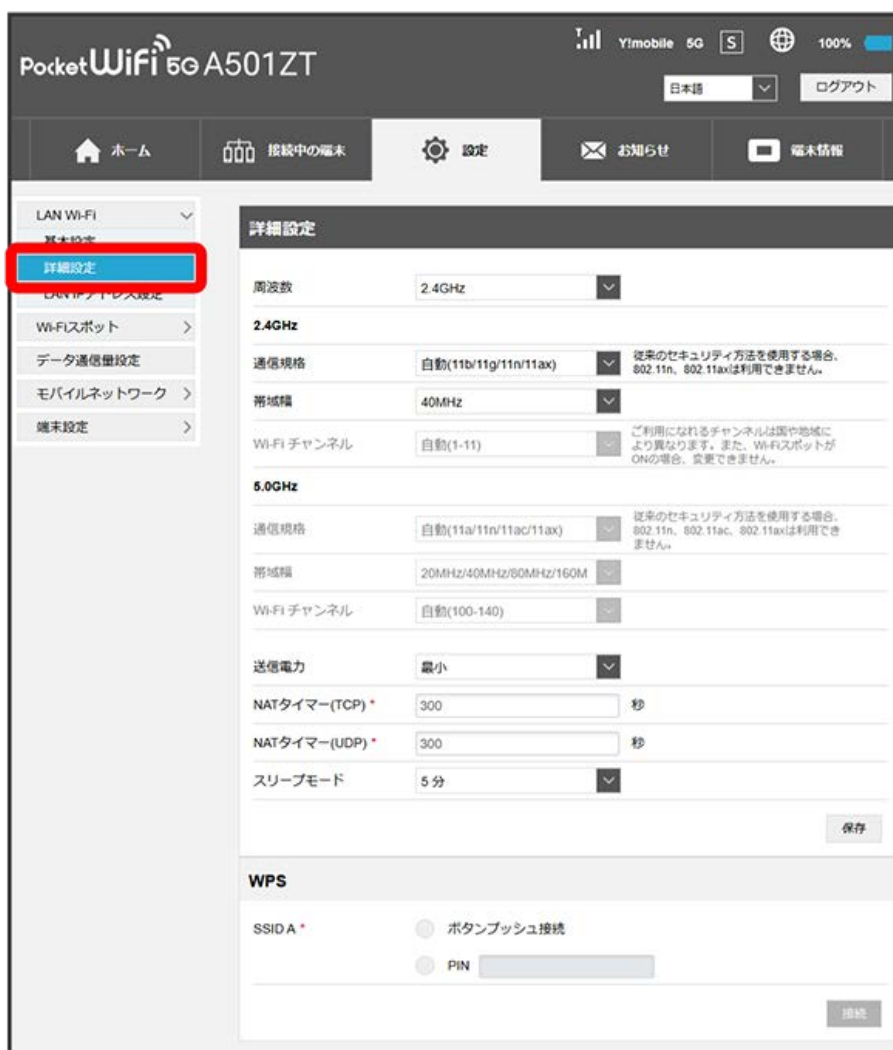 Pocket WiFi 5G A501ZT
Y!mobile 5G S 100%
日本語 ログアウト
ホーム 接続中の端末 設定 お知らせ 端末情報
LAN Wi-Fi
基本設定
詳細設定
LAN IPアドレス設定
Wi-Fiスポット
データ通信量設定
モバイルネットワーク
端末設定
詳細設定
周波数 2.4GHz
2.4GHz
通信規格 自動(11b/11g/11n/11ax) 従来のセキュリティ方法を使用する場合、
802.11n、802.11axは利用できません。
帯域幅 40MHz
Wi-Fi チャンネル 自動(1-11) ご利用になれるチャンネルは国や地域に
より異なります。また、Wi-Fiスポットが
ONの場合、変更できません。
5.0GHz
通信規格 自動(11a/11n/11ac/11ax) 従来のセキュリティ方法を使用する場合、
802.11n、802.11ac、802.11axは利用でき
ません。
帯域幅 20MHz/40MHz/80MHz/160M
Wi-Fi チャンネル 自動(100-140)
送信電力 最小
NATタイマー(TCP) * 300 秒
NATタイマー(UDP) * 300 秒
スリープモード 5 分
保存
WPS
SSID A * ボタンプッシュ接続
PIN
接続